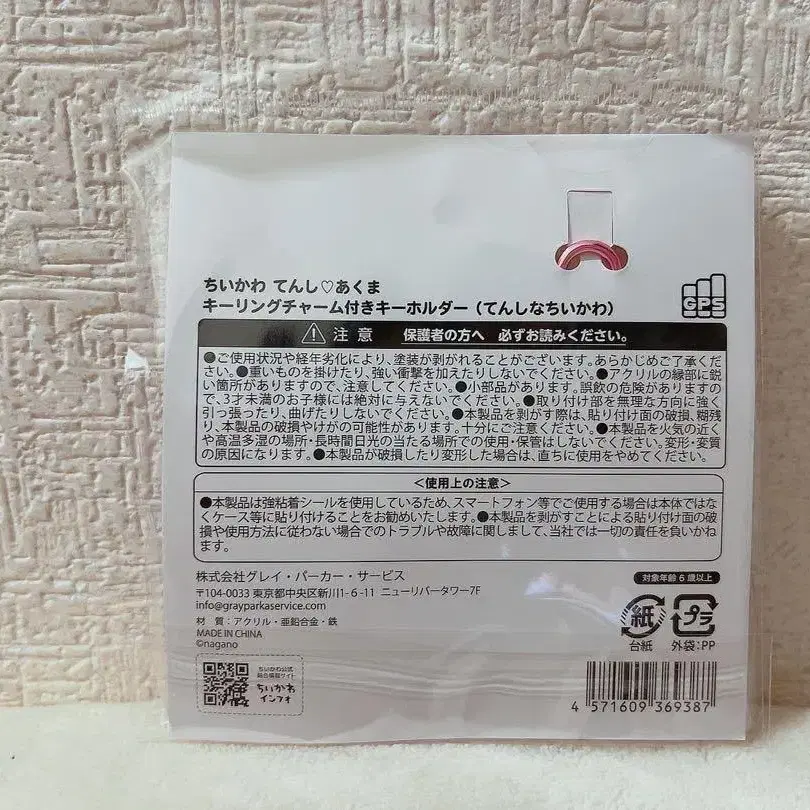 ちいかわ てんし♡あくま
キーリングチャーム付きキーホルダー（てんしなちいかわ）
GPS
注 意 保護者の方へ 必ずお読みください。
●ご使用状況や経年劣化により、塗装が剥がれることがございます。あらかじめご了承くださ
い。●重いものを掛けたり、強い衝撃を加えたりしないでください。●アクリルの縁部に鋭
い箇所がありますので、注意してください。●小部品があります。誤飲の危険がありますの
で、3才未満のお子様には絶対に与えないでください。●取り付け部を無理な方向に強く
引っ張ったり、曲げたりしないでください。●本製品を剥がす際は、貼り付け面の破損、糊残
り、本製品の破損やけがの可能性があります。十分にご注意ください。●本製品を火気の近く
や高温多湿の場所・長時間日光の当たる場所での使用・保管はしないでください。変形・変質
の原因になります。●本製品が破損したり変形した場合は、直ちに使用をやめてください。
＜使用上の注意＞
●本製品は強粘着シールを使用しているため、スマートフォン等でご使用する場合は本体ではな
くケース等に貼り付けることをお勧めいたします。●本製品を剥がすことによる貼り付け面の破
損や使用方法に従わない場合でのトラブルや故障に関しまして、当社では一切の責任を負いかね
ます。
株式会社グレイ・パーカー・サービス
〒104-0033 東京都中央区新川1-6-11 ニューリバータワー7F
info@grayparkaservice.com
対象年齢 6 歳以上
材 質：アクリル・亜鉛合金・鉄
MADE IN CHINA
©nagano
紙
台紙
プラ
外袋：PP
ちいかわ公式
総合情報サイト
ちいかわ
インフォ
4 571609 369387